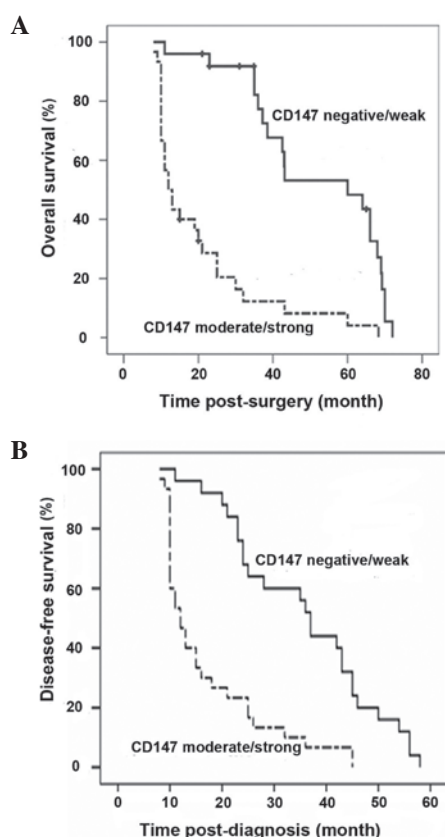 A
100
80
60
40
20
0
Overall survival (%)
CD147 negative/weak
CD147 moderate/strong
0 20 40 60 80
Time post-surgery (month)
B
100
80
60
40
20
0
Disease-free survival (%)
CD147 negative/weak
CD147 moderate/strong
0 10 20 30 40 50 60
Time post-diagnosis (month)